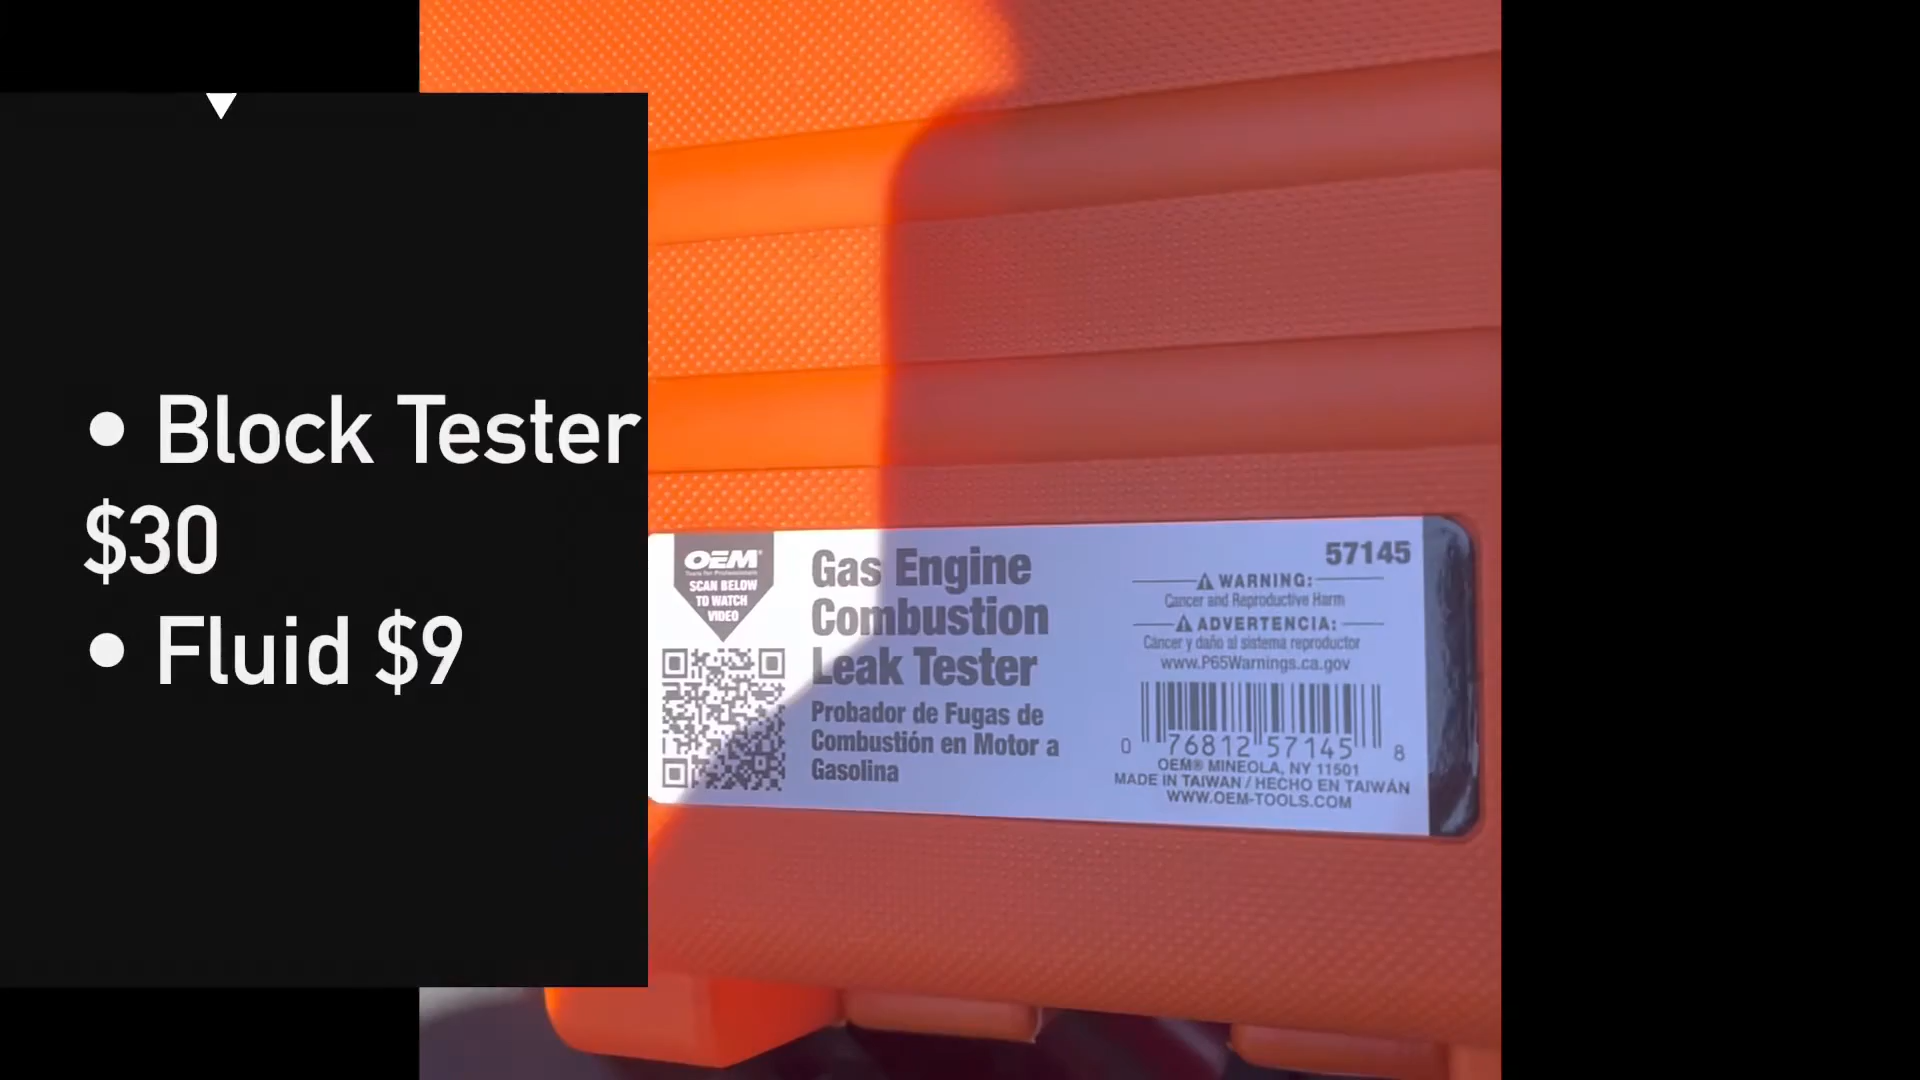 • Block Tester
$30
• Fluid $9
OEM®
Tools for Professionals
SCAN BELOW
TO WATCH
VIDEO
Gas Engine
Combustion
Leak Tester
Probador de Fugas de
Combustión en Motor a
Gasolina
57145
⚠ WARNING:
Cancer and Reproductive Harm
⚠ ADVERTENCIA:
Cáncer y daño al sistema reproductor
www.P65Warnings.ca.gov
0 76812 57145 8
OEM® MINEOLA, NY 11501
MADE IN TAIWAN / HECHO EN TAIWÁN
WWW.OEM-TOOLS.COM